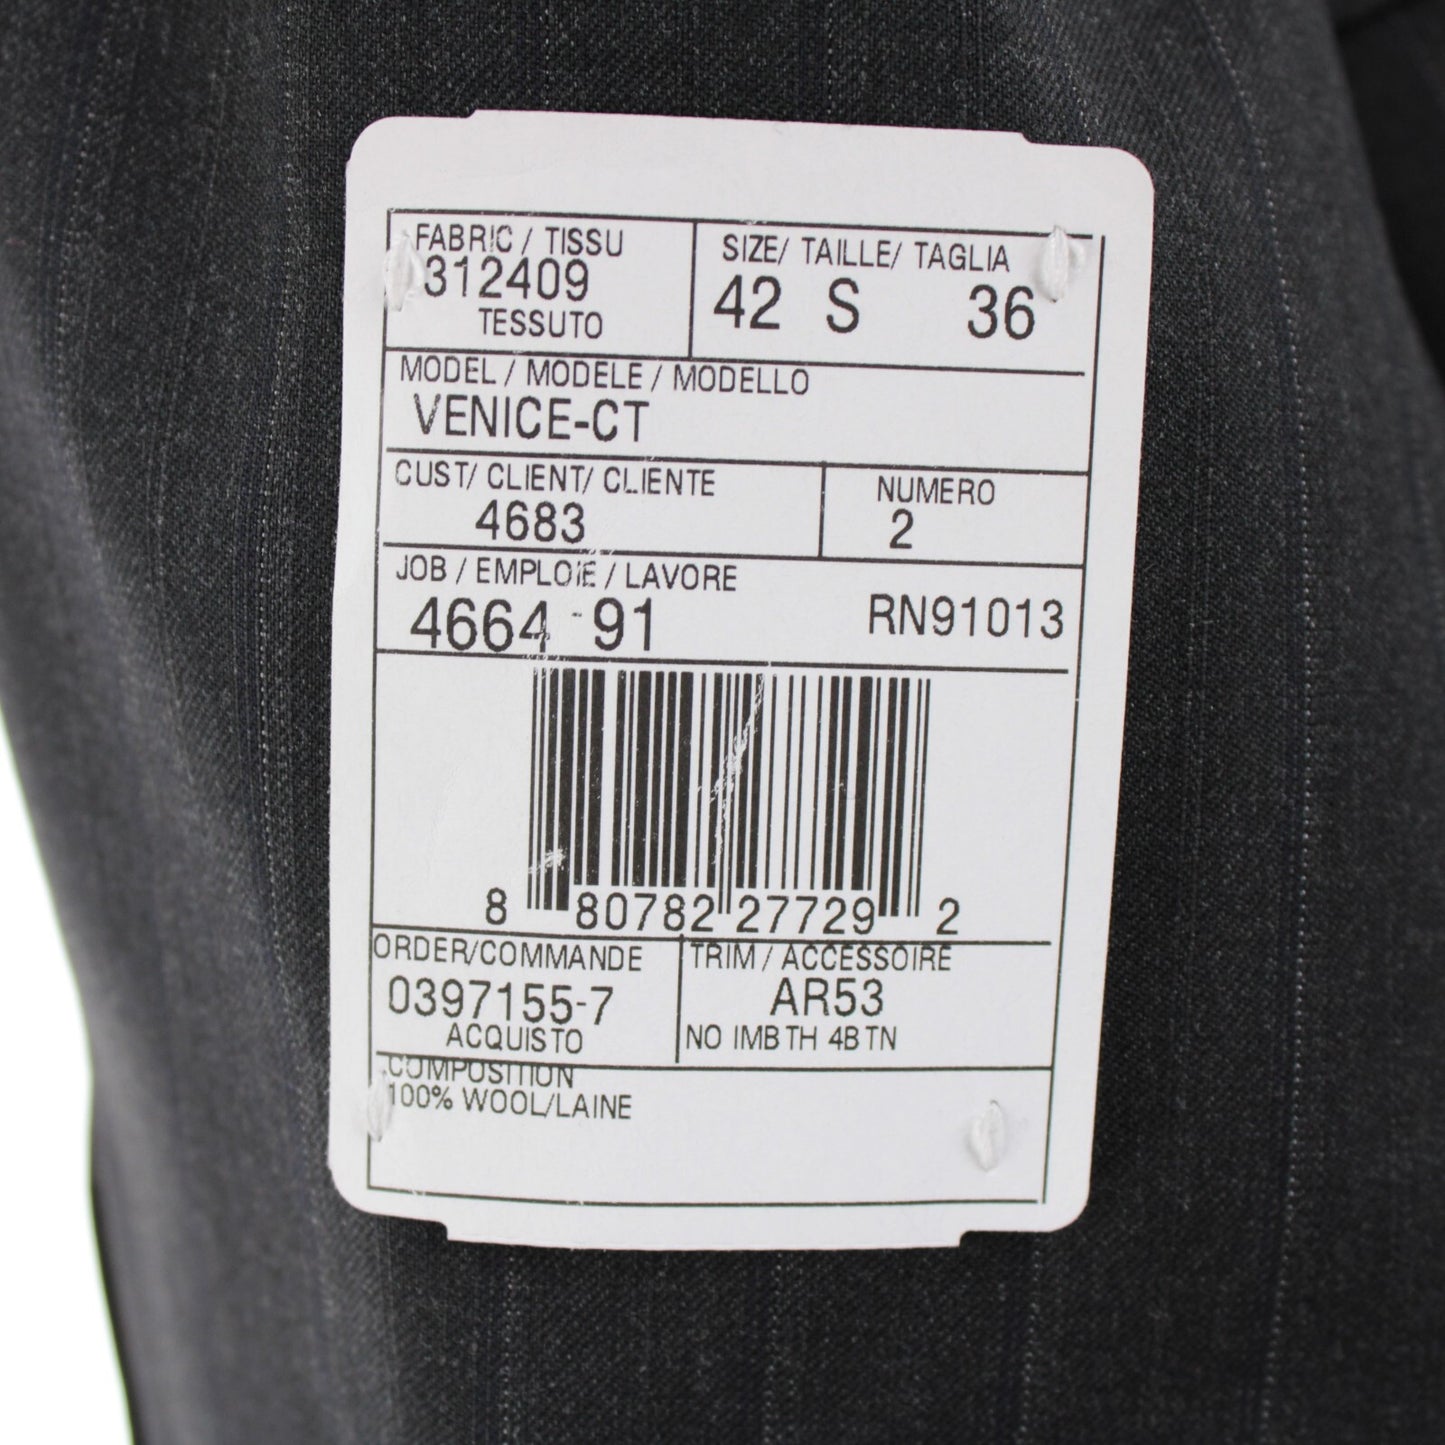 FABRIC / TISSU
312409
TESSUTO
SIZE/ TAILLE/ TAGLIA
42 S 36
MODEL / MODELE / MODELLO
VENICE-CT
CUST/ CLIENT/ CLIENTE
4683
NUMERO
2
JOB / EMPLOIE / LAVORE
4664 - 91
RN91013
8 80782 27729 2
ORDER/COMMANDE
0397155-7
ACQUISTO
TRIM / ACCESSOIRE
AR53
NO IMBTH 4BTN
COMPOSITION
100% WOOL/LAINE